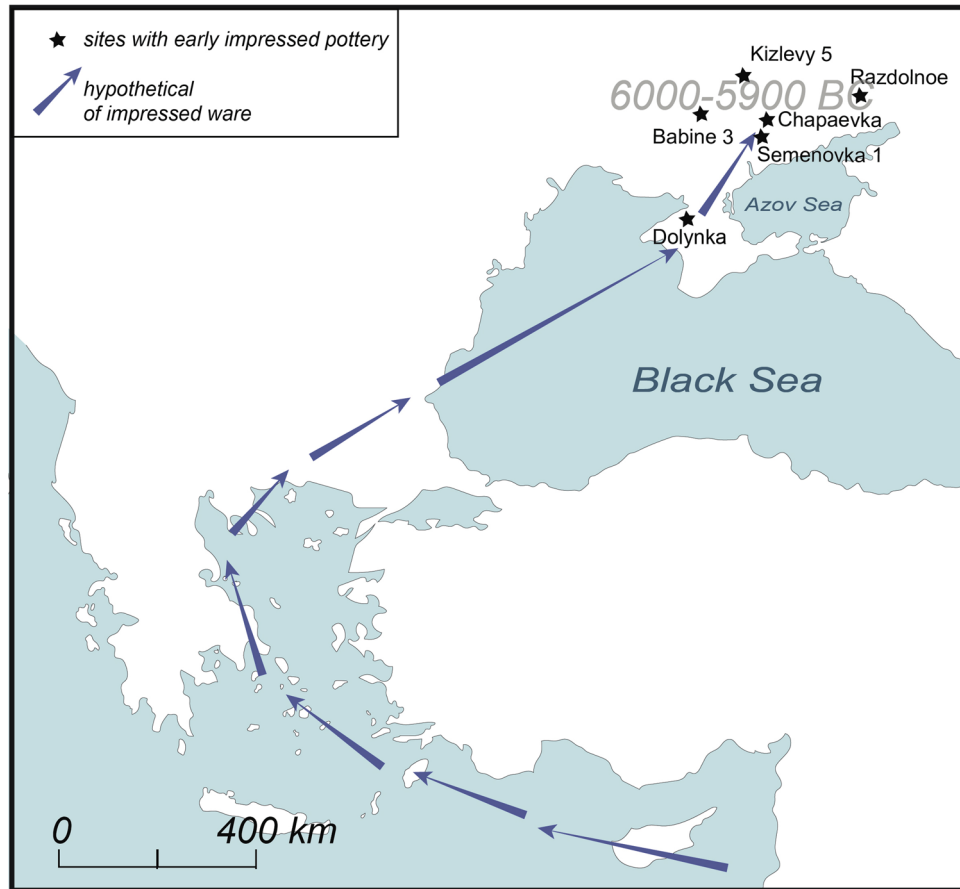 sites with early impressed pottery
hypothetical
of impressed ware
Kizlevy 5
6000-5900 BC
Razdolnoe
Chapaevka
Babine 3
Semenovka 1
Azov Sea
Dolynka
Black Sea
0
400 km